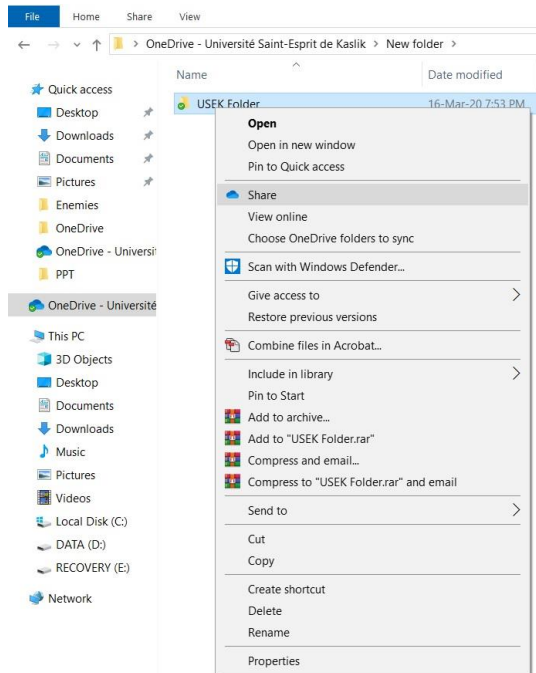 File Home Share View
OneDrive - Université Saint-Esprit de Kaslik > New folder >
Name Date modified
Quick access
Desktop
Downloads
Documents
Pictures
Enemies
OneDrive
OneDrive - Universit
PPT
OneDrive - Université
This PC
3D Objects
Desktop
Documents
Downloads
Music
Pictures
Videos
Local Disk (C:)
DATA (D:)
RECOVERY (E:)
Network
USEK Folder 16-Mar-20 7:53 PM
Open
Open in new window
Pin to Quick access
Share
View online
Choose OneDrive folders to sync
Scan with Windows Defender...
Give access to
Restore previous versions
Combine files in Acrobat...
Include in library
Pin to Start
Add to archive...
Add to "USEK Folder.rar"
Compress and email...
Compress to "USEK Folder.rar" and email
Send to
Cut
Copy
Create shortcut
Delete
Rename
Properties